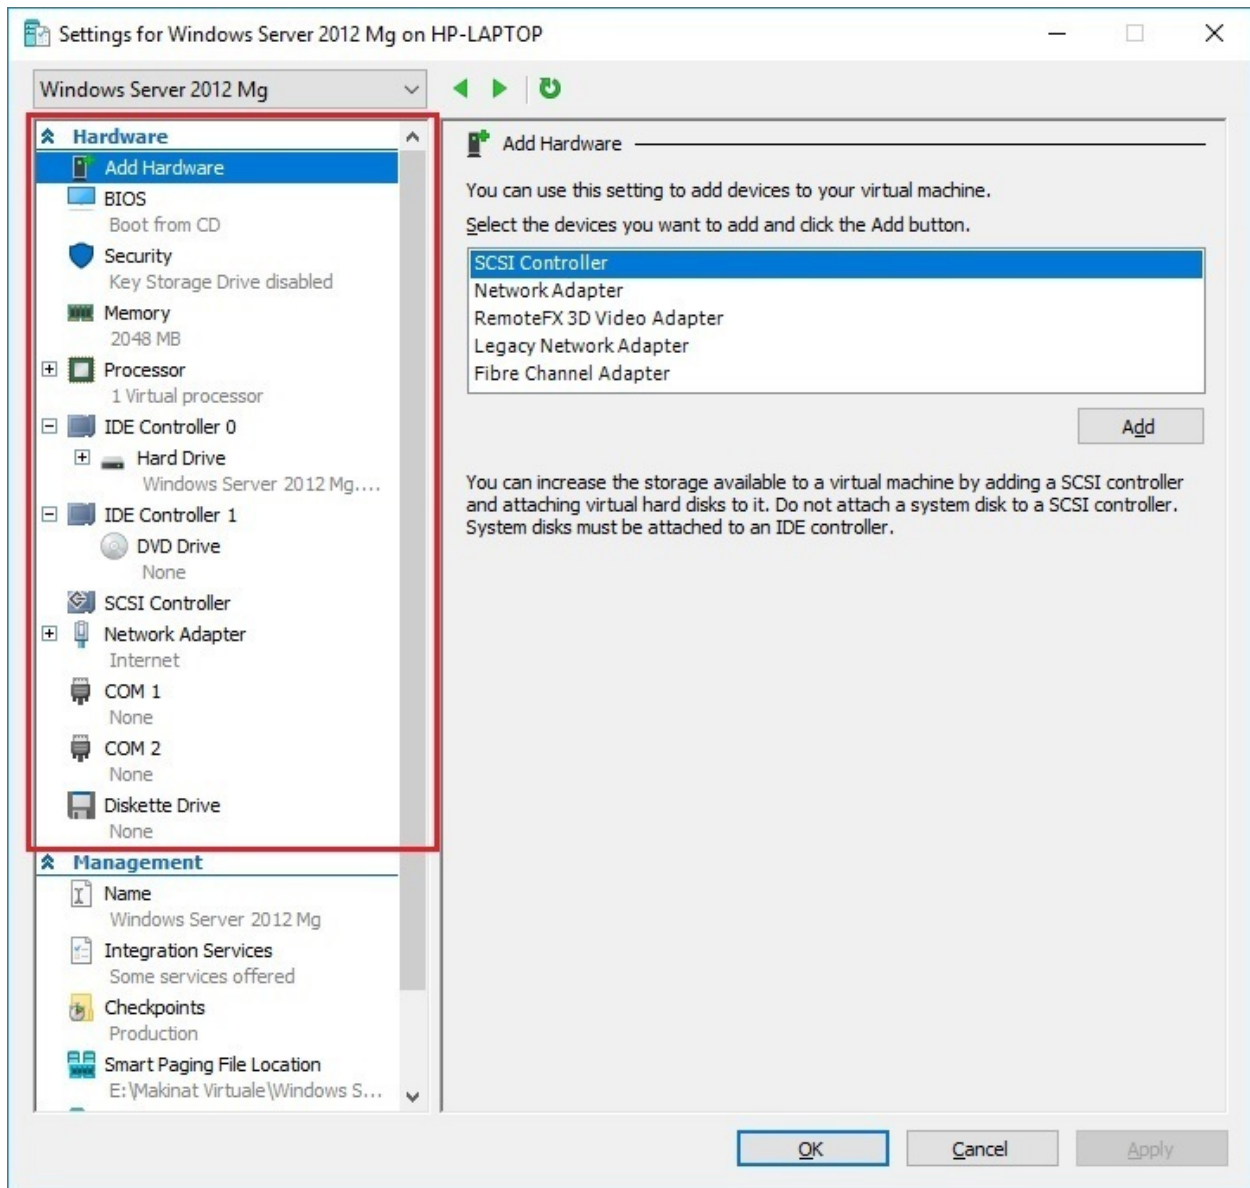 Settings for Windows Server 2012 Mg on HP-LAPTOP
Windows Server 2012 Mg
Hardware
Add Hardware
BIOS
Boot from CD
Security
Key Storage Drive disabled
Memory
2048 MB
Processor
1 Virtual processor
IDE Controller 0
Hard Drive
Windows Server 2012 Mg....
IDE Controller 1
DVD Drive
None
SCSI Controller
Network Adapter
Internet
COM 1
None
COM 2
None
Diskette Drive
None
Management
Name
Windows Server 2012 Mg
Integration Services
Some services offered
Checkpoints
Production
Smart Paging File Location
E:\Makinat Virtuale\Windows S...
Add Hardware
You can use this setting to add devices to your virtual machine.
Select the devices you want to add and click the Add button.
SCSI Controller
Network Adapter
RemoteFX 3D Video Adapter
Legacy Network Adapter
Fibre Channel Adapter
Add
You can increase the storage available to a virtual machine by adding a SCSI controller
and attaching virtual hard disks to it. Do not attach a system disk to a SCSI controller.
System disks must be attached to an IDE controller.
OK
Cancel
Apply